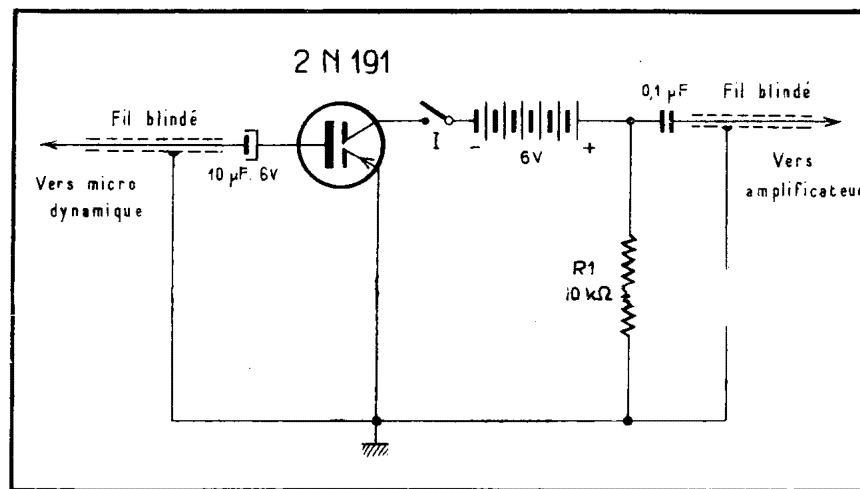 2 N 191
Fil blindé
10 µF. 6V
Vers micro
dynamique
I
-
6V
+
0,1 µF
Fil blindé
Vers
amplificateur
R1
10 kΩ